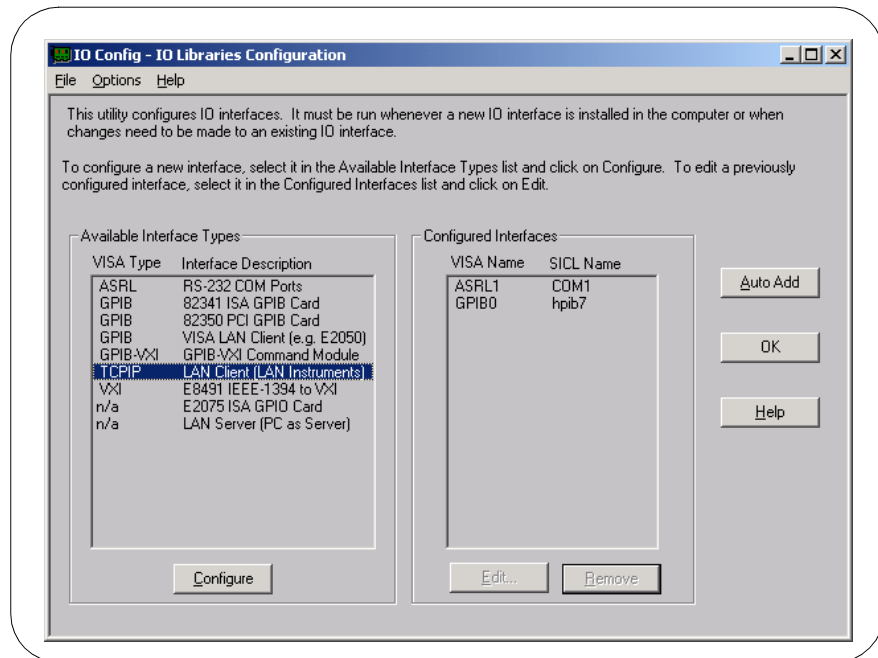 IO Config - IO Libraries Configuration
File Options Help
This utility configures IO interfaces. It must be run whenever a new IO interface is installed in the computer or when
changes need to be made to an existing IO interface.
To configure a new interface, select it in the Available Interface Types list and click on Configure. To edit a previously
configured interface, select it in the Configured Interfaces list and click on Edit.
Available Interface Types
VISA Type Interface Description
ASRL RS-232 COM Ports
GPIB 82341 ISA GPIB Card
GPIB 82350 PCI GPIB Card
GPIB VISA LAN Client (e.g. E2050)
GPIB-VXI GPIB-VXI Command Module
TCPIP LAN Client (LAN Instruments)
VXI E8491 IEEE-1394 to VXI
n/a E2075 ISA GPIO Card
n/a LAN Server (PC as Server)
Configure
Configured Interfaces
VISA Name SICL Name
ASRL1 COM1
GPIB0 hpib7
Edit... Remove
Auto Add
OK
Help